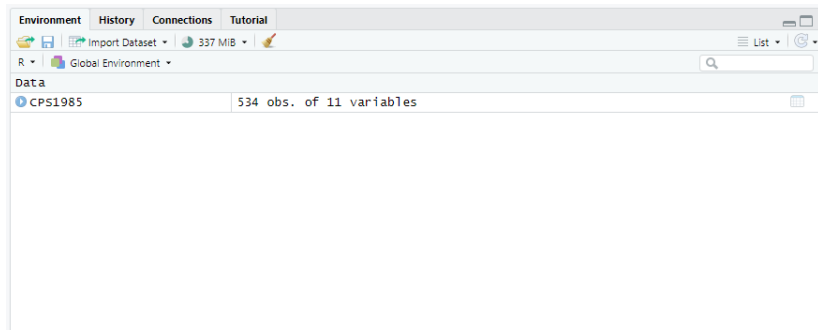 Environment History Connections Tutorial
Import Dataset 337 MiB List
R Global Environment
Data
CPS1985 534 obs. of 11 variables